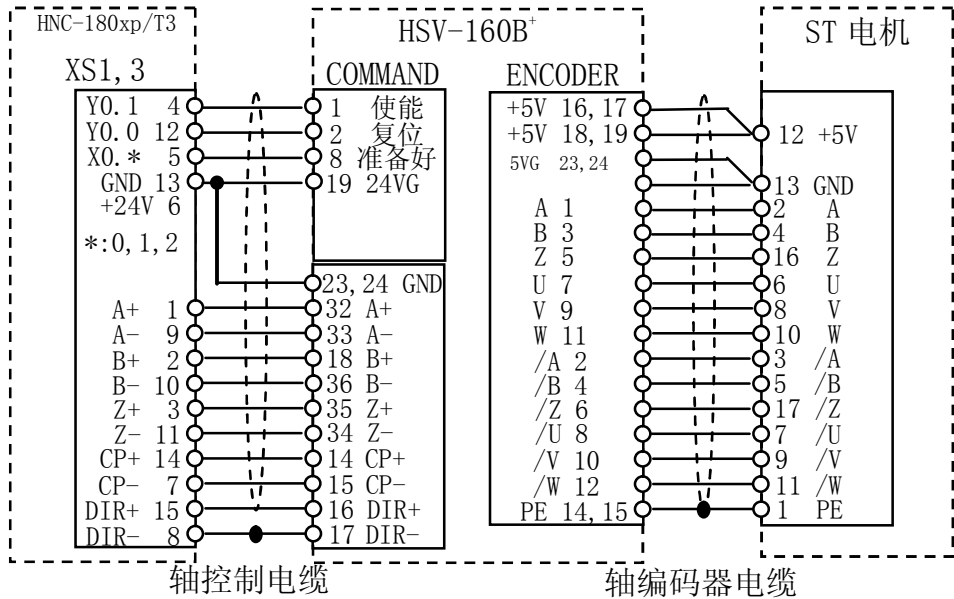 HNC-180xp/T3
HSV-160B+
ST 电机
XS1,3
COMMAND
ENCODER
Y0.1 4
Y0.0 12
X0.* 5
GND 13
+24V 6
*:0,1,2
A+ 1
A- 9
B+ 2
B- 10
Z+ 3
Z- 11
CP+ 14
CP- 7
DIR+ 15
DIR- 8
1 使能
2 复位
8 准备好
19 24VG
23,24 GND
32 A+
33 A-
18 B+
36 B-
35 Z+
34 Z-
14 CP+
15 CP-
16 DIR+
17 DIR-
+5V 16,17
+5V 18,19
5VG 23,24
A 1
B 3
Z 5
U 7
V 9
W 11
/A 2
/B 4
/Z 6
/U 8
/V 10
/W 12
PE 14,15
12 +5V
13 GND
2 A
4 B
16 Z
6 U
8 V
10 W
3 /A
5 /B
17 /Z
7 /U
9 /V
11 /W
1 PE
轴控制电缆
轴编码器电缆